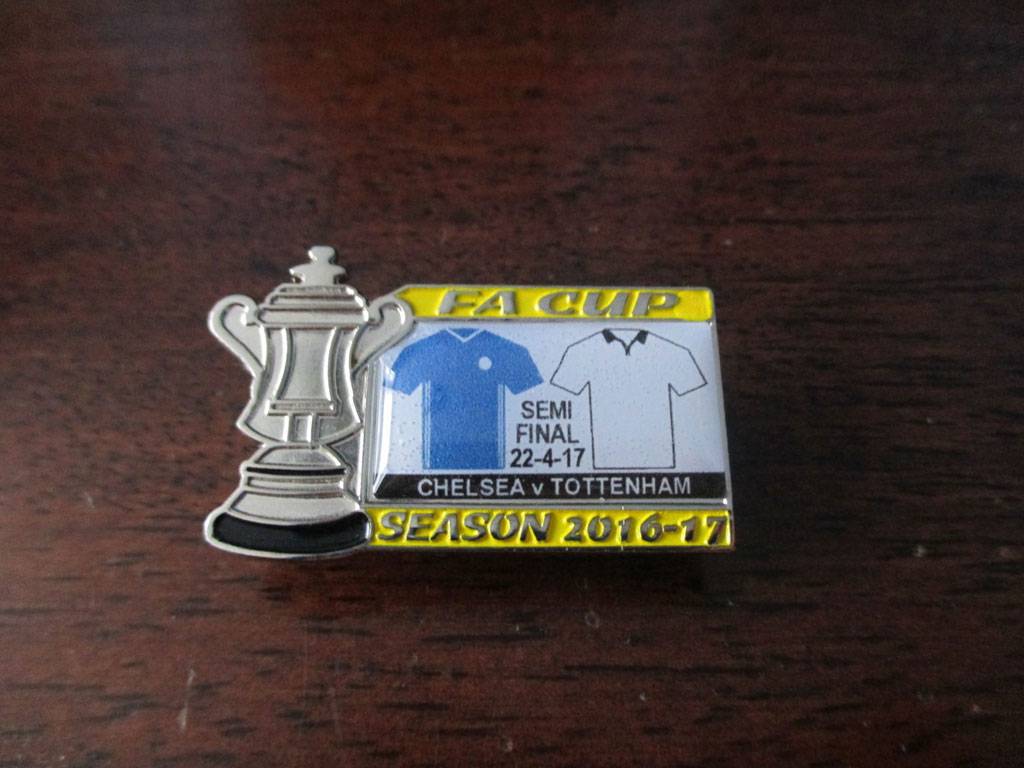 FA CUP
SEMI
FINAL
22-4-17
CHELSEA v TOTTENHAM
SEASON 2016-17